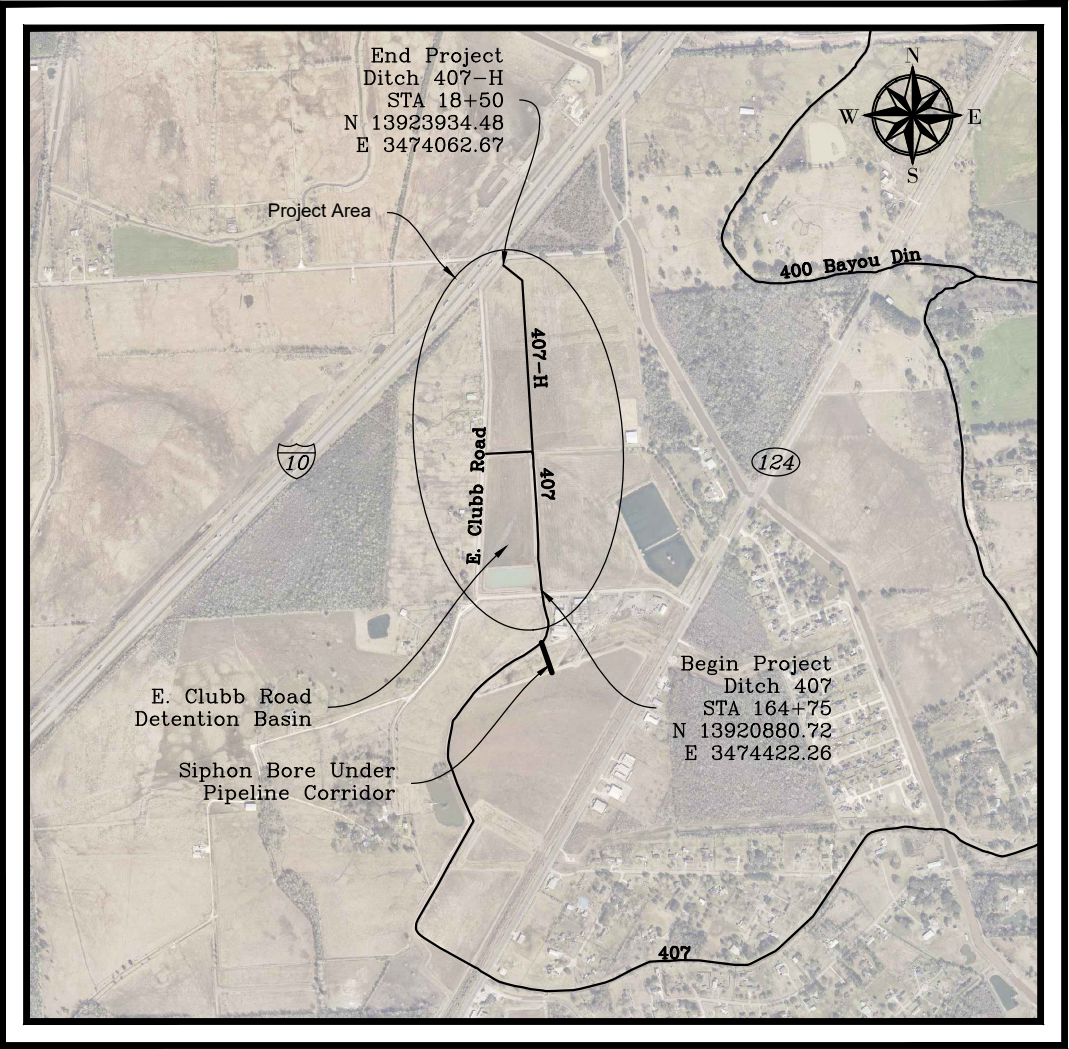 End Project
Ditch 407-H
STA 18+50
N 13923934.48
E 3474062.67
N
W
E
S
Project Area
400 Bayou Din
407-H
E. Clubb Road
407
10
124
E. Clubb Road
Detention Basin
Begin Project
Ditch 407
STA 164+75
N 13920880.72
E 3474422.26
Siphon Bore Under
Pipeline Corridor
407